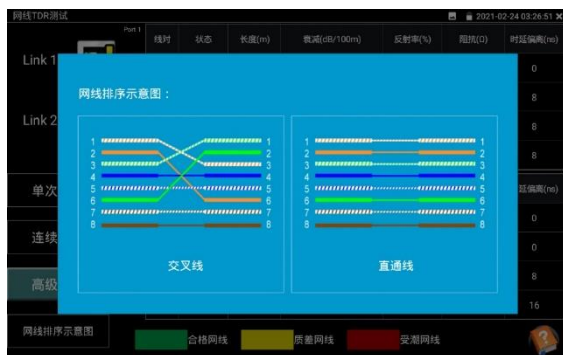 网线TDR测试 2021-02-24 03:26:51
Port 1 线对 状态 长度(m) 衰减(dB/100m) 反射率(%) 阻抗(Ω) 时延偏离(ns)
Link 1
0
网线排序示意图：
8
Link 2
8
8
1 1 1 1
2 2 2 2
3 3 3 3
4 4 4 4
5 5 5 5
6 6 6 6
7 7 7 7
8 8 8 8
单次
延偏离(ns)
0
连续
0
交叉线 直通线
高级
8
16
网线排序示意图 合格网线 质差网线 受潮网线